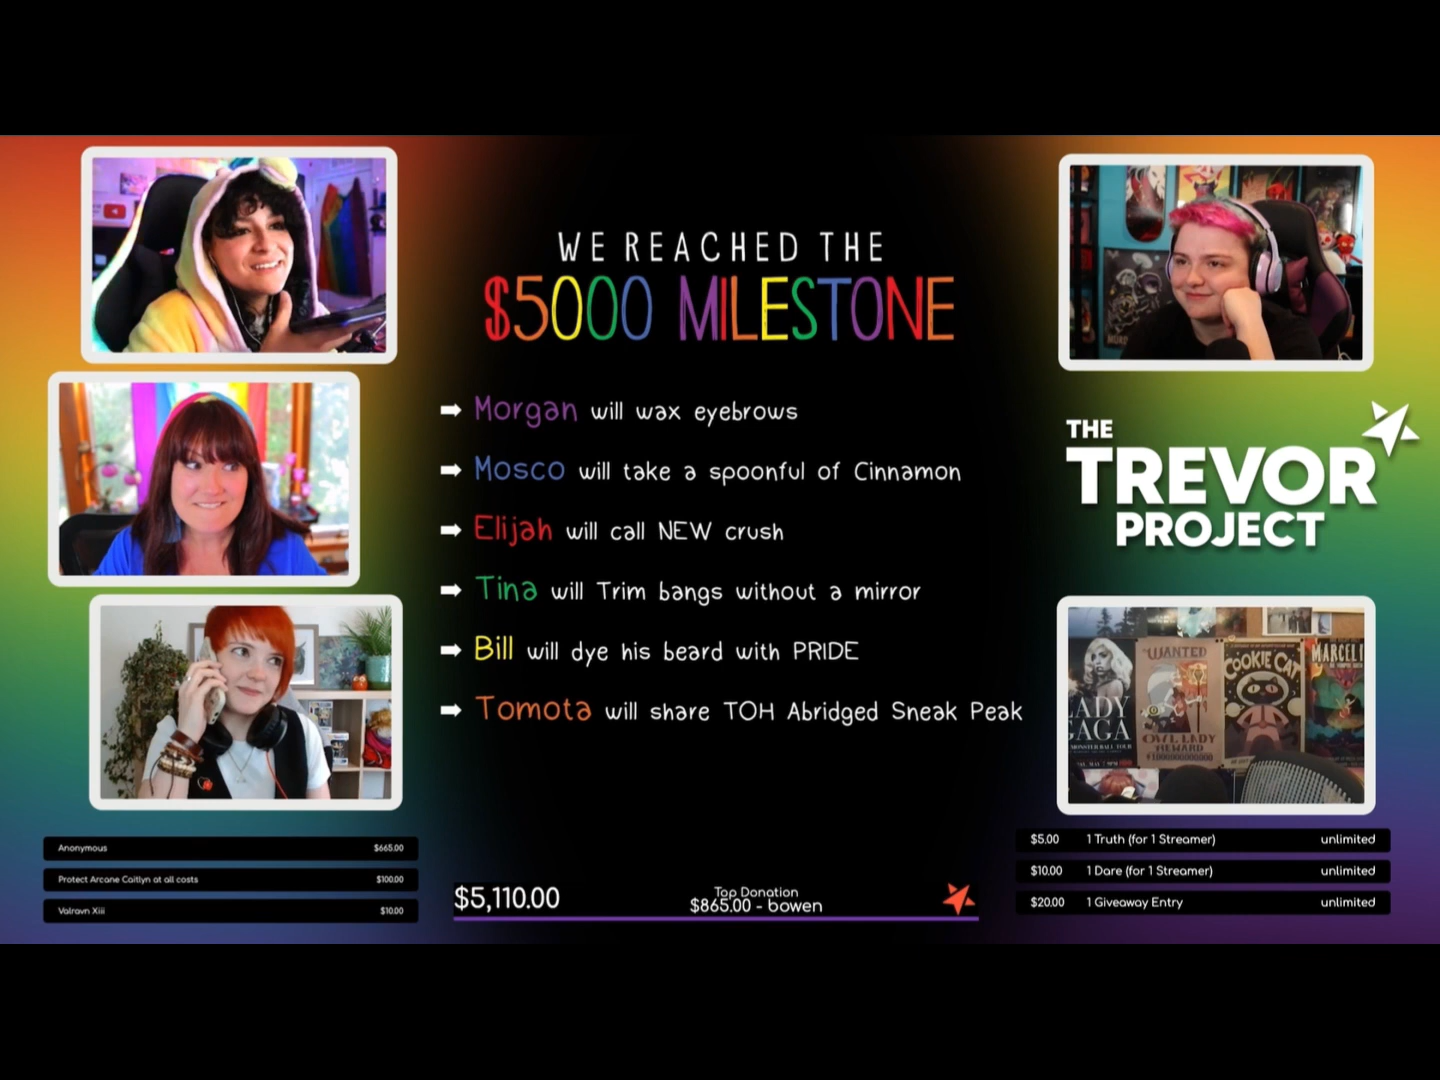 WE REACHED THE
$5000 MILESTONE
➡ Morgan will wax eyebrows
➡ Mosco will take a spoonful of Cinnamon
➡ Elijah will call NEW crush
➡ Tina will Trim bangs without a mirror
➡ Bill will dye his beard with PRIDE
➡ Tomota will share TOH Abridged Sneak Peak
THE
TREVOR
PROJECT
LADY
GAGA
MONSTER BALL TOUR
WANTED
OWL LADY
REWARD
COOKIE CAT
MARCELI
Anonymous $665.00
Protect Arcane Caitlyn at all costs $100.00
Valravn Xiii $10.00
$5,110.00
Top Donation
$865.00 - bowen
$5.00 1 Truth (for 1 Streamer) unlimited
$10.00 1 Dare (for 1 Streamer) unlimited
$20.00 1 Giveaway Entry unlimited